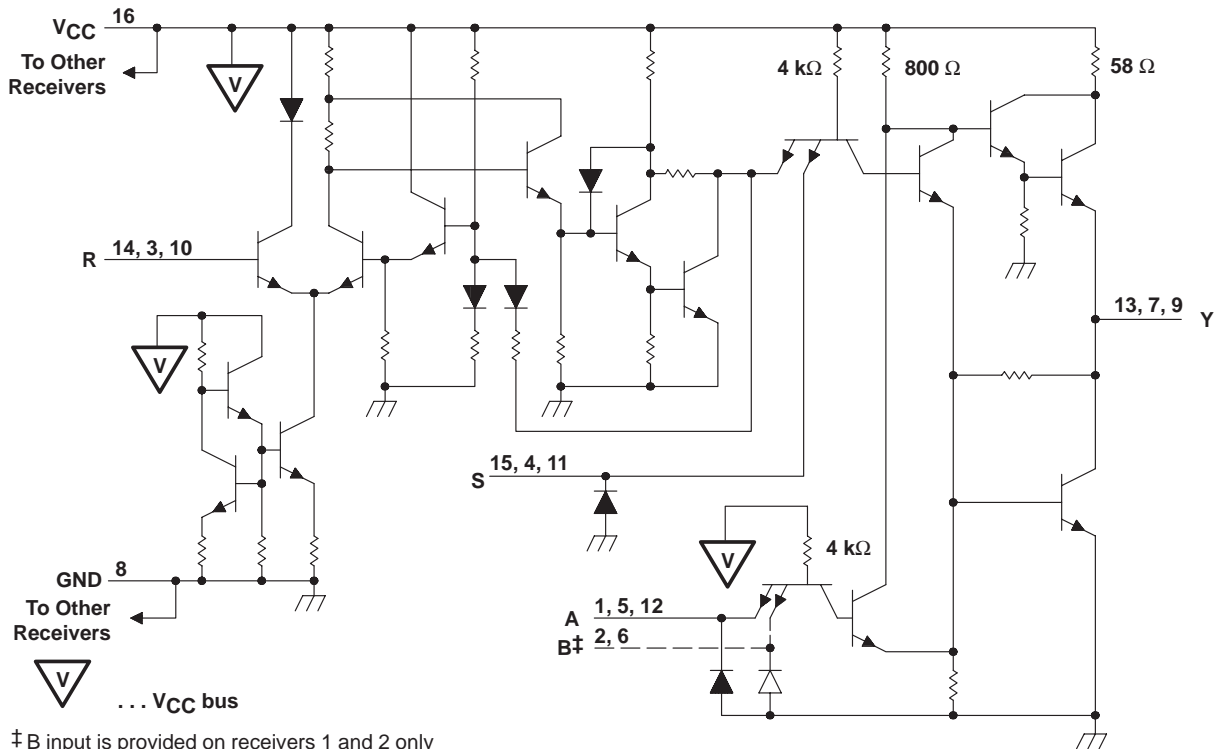 VCC 16
To Other
Receivers
V
4 kΩ
800 Ω
58 Ω
R 14, 3, 10
V
13, 7, 9 Y
S 15, 4, 11
V
4 kΩ
GND 8
To Other
Receivers
A 1, 5, 12
B‡ 2, 6
V
. . . VCC bus
‡ B input is provided on receivers 1 and 2 only